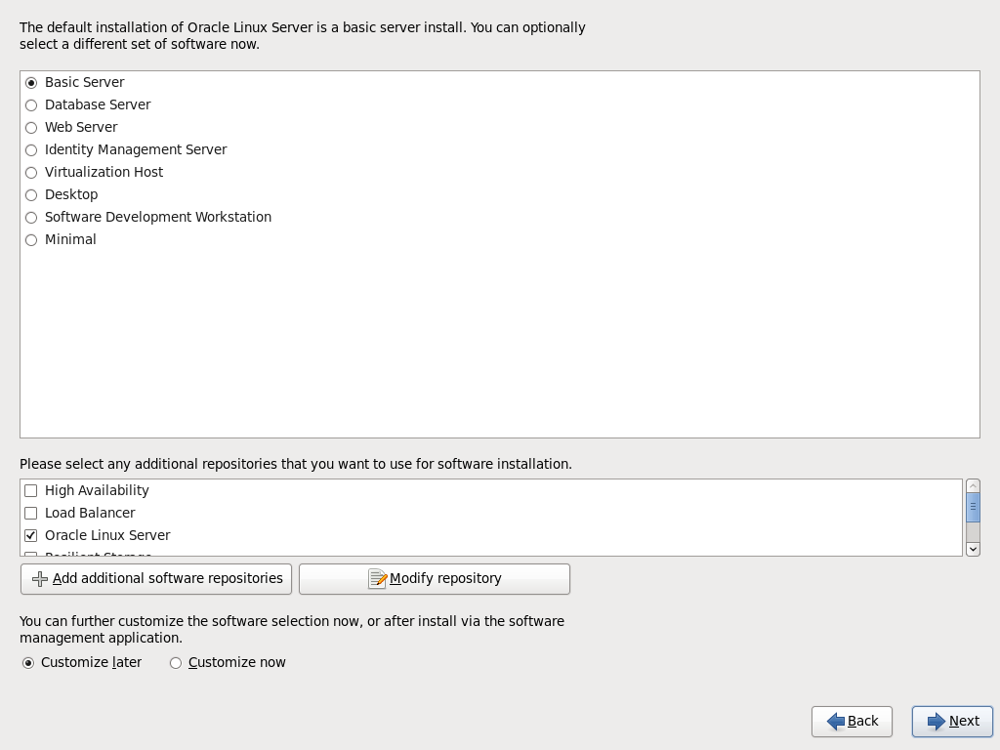 The default installation of Oracle Linux Server is a basic server install. You can optionally
select a different set of software now.
Basic Server
Database Server
Web Server
Identity Management Server
Virtualization Host
Desktop
Software Development Workstation
Minimal
Please select any additional repositories that you want to use for software installation.
High Availability
Load Balancer
Oracle Linux Server
Resilient Storage
Add additional software repositories
Modify repository
You can further customize the software selection now, or after install via the software
management application.
Customize later
Customize now
Back
Next